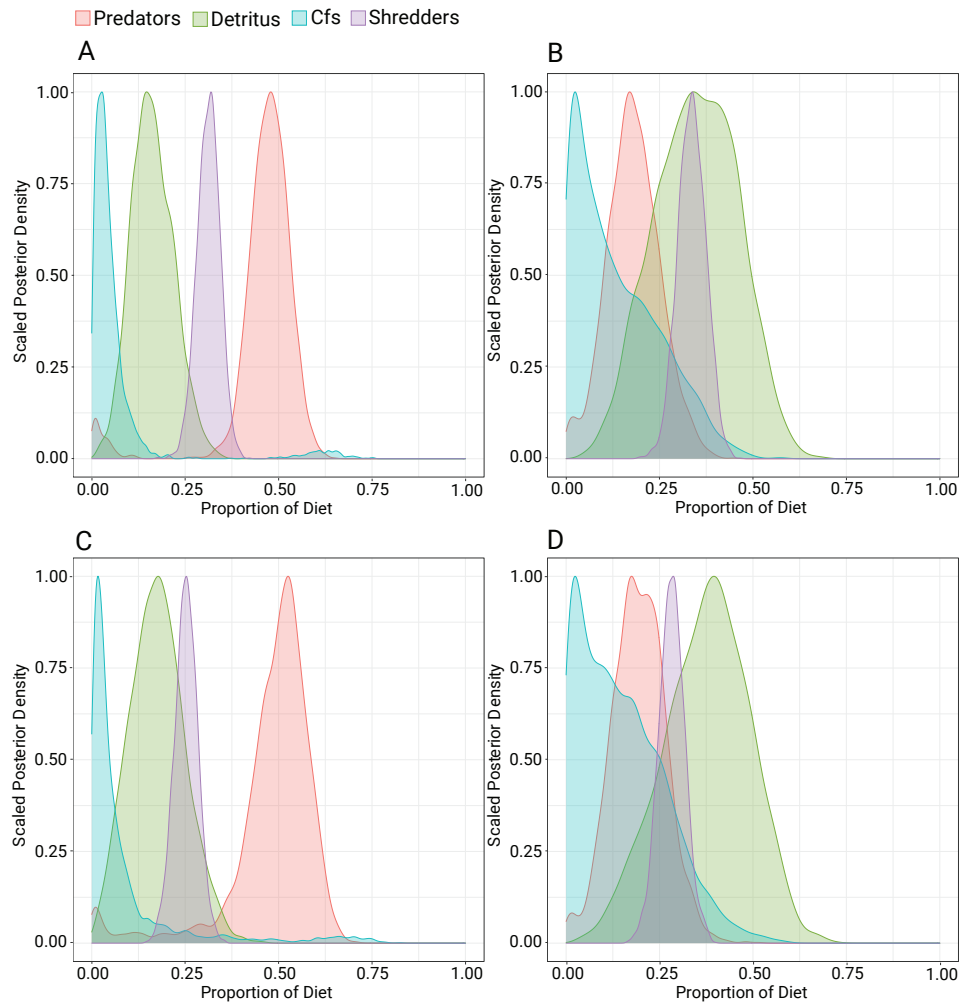 Predators Detritus Cfs Shredders
A
B
1.00
0.75
0.50
0.25
0.00
Scaled Posterior Density
0.00 0.25 0.50 0.75 1.00
Proportion of Diet
1.00
0.75
0.50
0.25
0.00
Scaled Posterior Density
0.00 0.25 0.50 0.75 1.00
Proportion of Diet
C
D
1.00
0.75
0.50
0.25
0.00
Scaled Posterior Density
0.00 0.25 0.50 0.75 1.00
Proportion of Diet
1.00
0.75
0.50
0.25
0.00
Scaled Posterior Density
0.00 0.25 0.50 0.75 1.00
Proportion of Diet